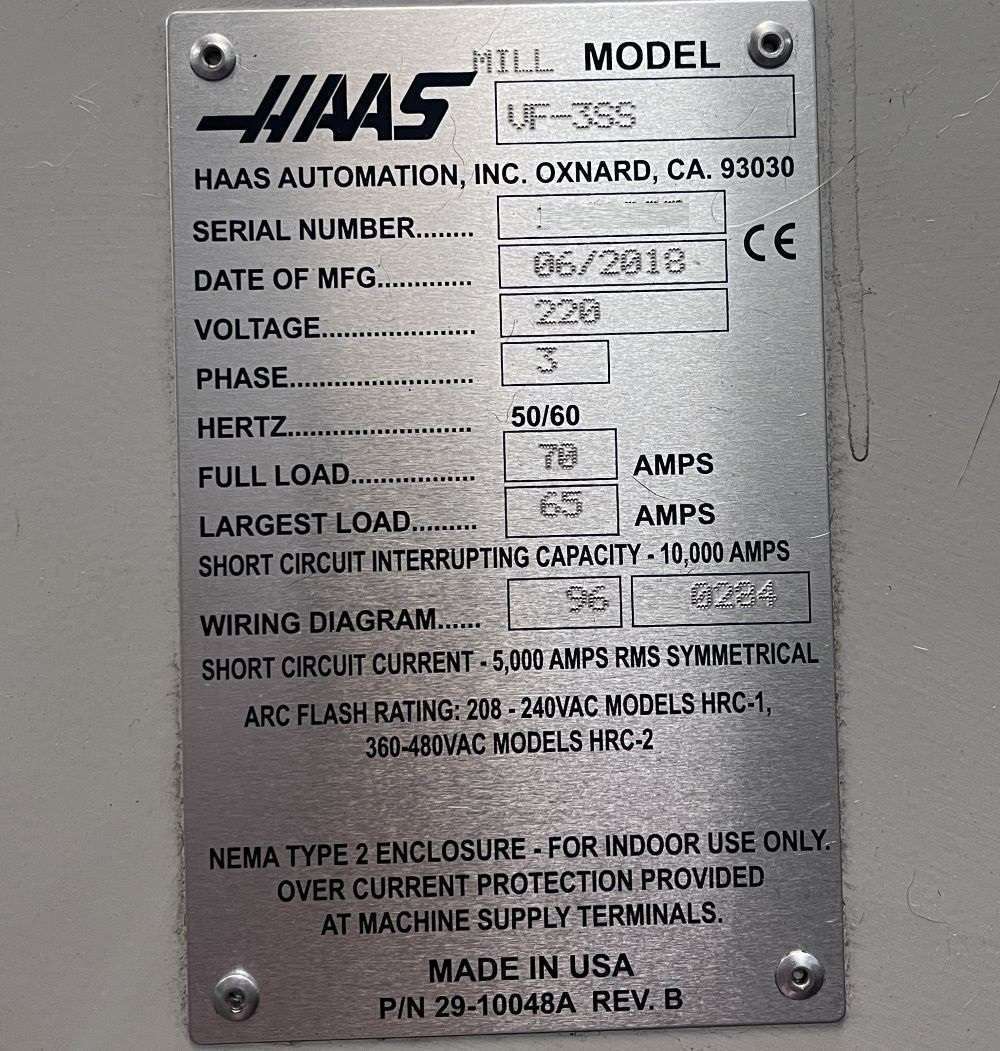 MILL MODEL
HAAS VF-3SS
HAAS AUTOMATION, INC. OXNARD, CA. 93030
SERIAL NUMBER........
CE
DATE OF MFG............. 06/2018
VOLTAGE..................... 220
PHASE......................... 3
HERTZ......................... 50/60
FULL LOAD................. 70 AMPS
LARGEST LOAD......... 65 AMPS
SHORT CIRCUIT INTERRUPTING CAPACITY - 10,000 AMPS
WIRING DIAGRAM...... 96 0284
SHORT CIRCUIT CURRENT - 5,000 AMPS RMS SYMMETRICAL
ARC FLASH RATING: 208 - 240VAC MODELS HRC-1,
360-480VAC MODELS HRC-2
NEMA TYPE 2 ENCLOSURE - FOR INDOOR USE ONLY.
OVER CURRENT PROTECTION PROVIDED
AT MACHINE SUPPLY TERMINALS.
MADE IN USA
P/N 29-10048A REV. B